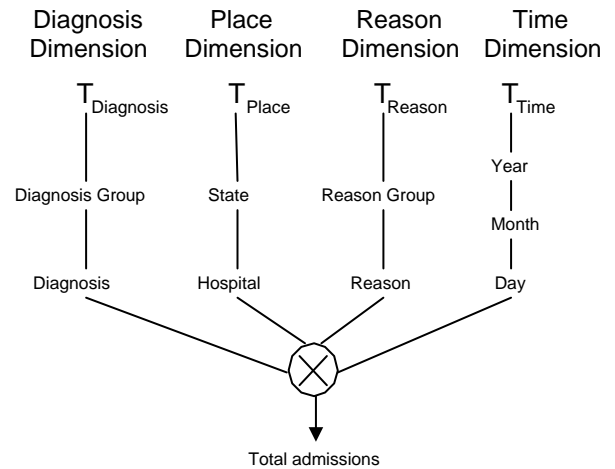 Diagnosis Dimension
Place Dimension
Reason Dimension
Time Dimension
T Diagnosis
T Place
T Reason
T Time
Year
Diagnosis Group
State
Reason Group
Month
Diagnosis
Hospital
Reason
Day
Total admissions